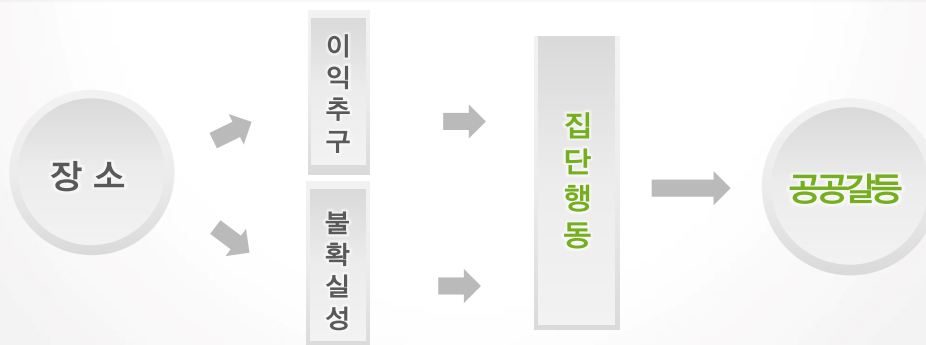 장 소
이익추구
불확실성
집단행동
공공갈등